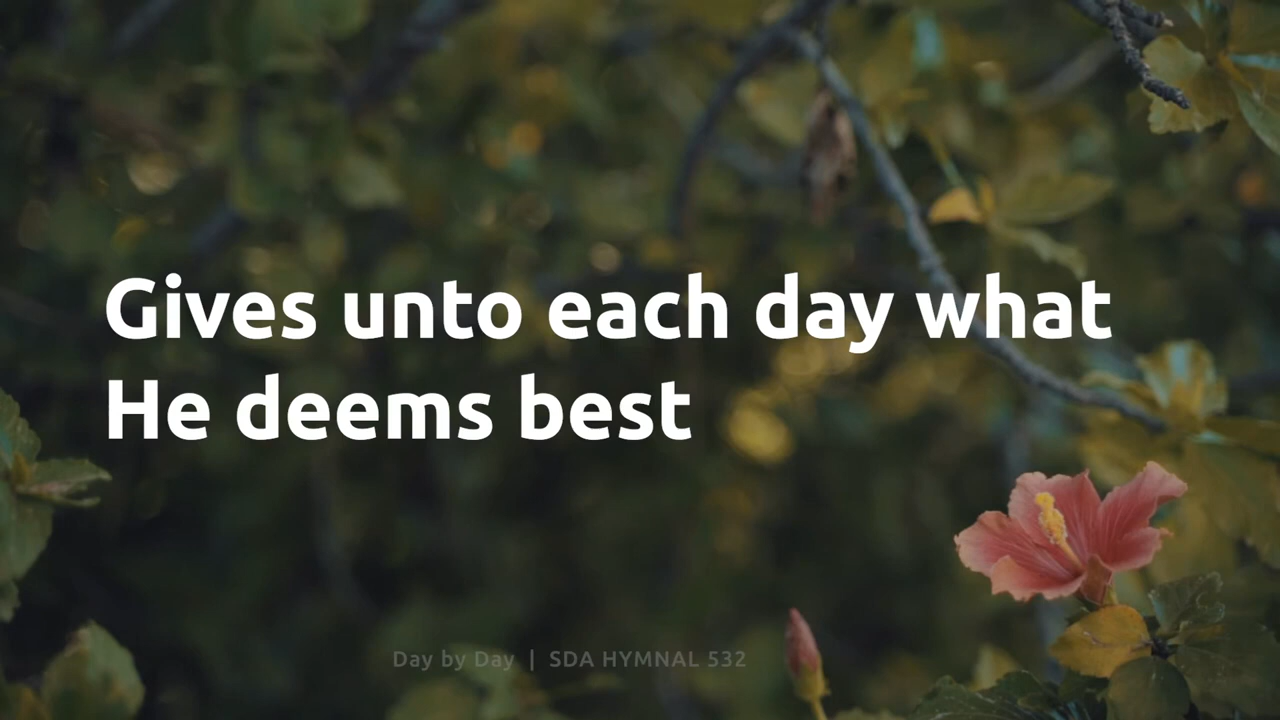 Gives unto each day what
He deems best
Day by Day | SDA HYMNAL 532